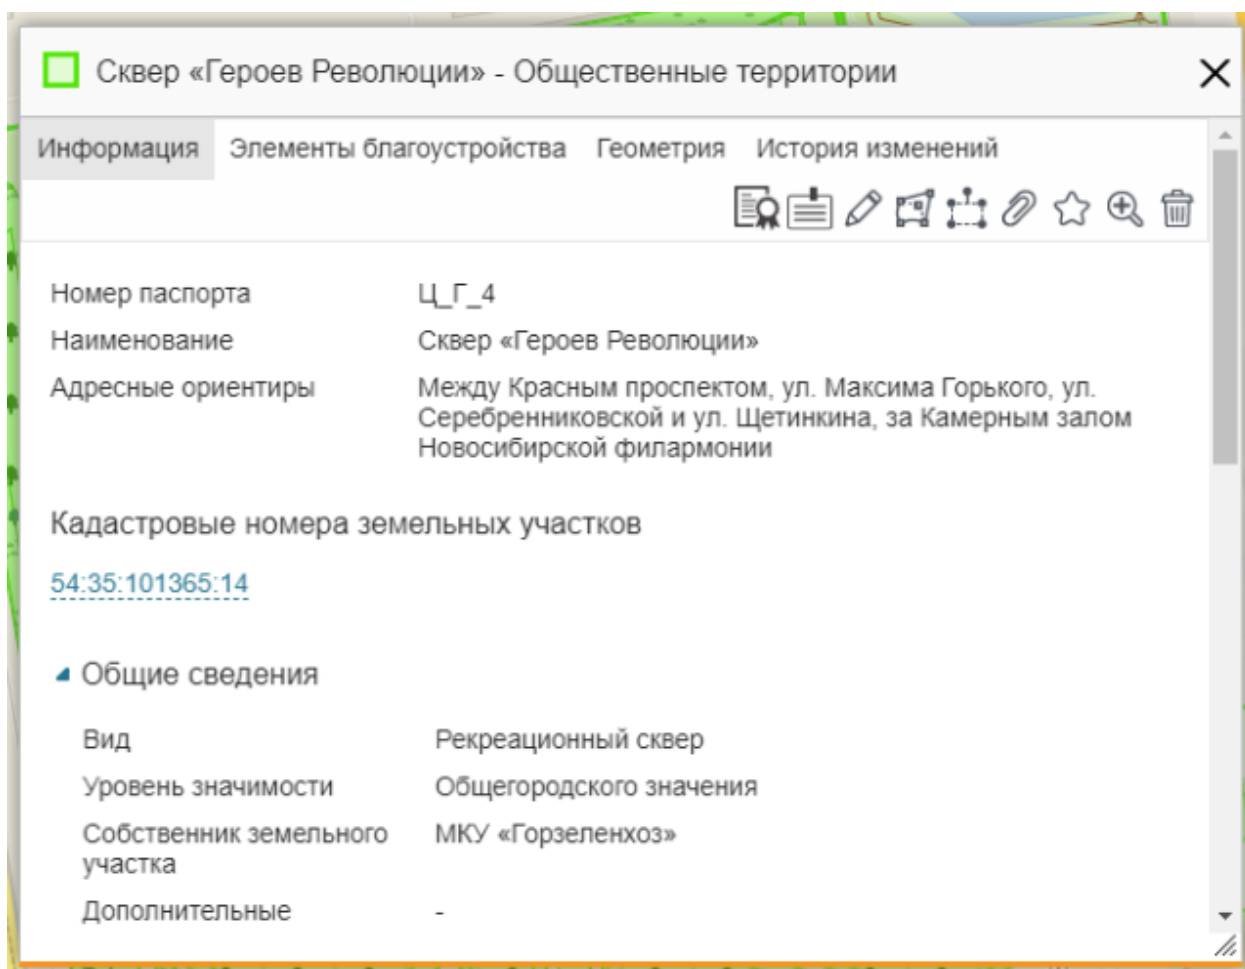 Сквер «Героев Революции» - Общественные территории
Информация Элементы благоустройства Геометрия История изменений
Номер паспорта Ц_Г_4
Наименование Сквер «Героев Революции»
Адресные ориентиры Между Красным проспектом, ул. Максима Горького, ул.
Серебренниковской и ул. Щетинкина, за Камерным залом
Новосибирской филармонии
Кадастровые номера земельных участков
54:35:101365:14
Общие сведения
Вид Рекреационный сквер
Уровень значимости Общегородского значения
Собственник земельного МКУ «Горзеленхоз»
участка
Дополнительные -